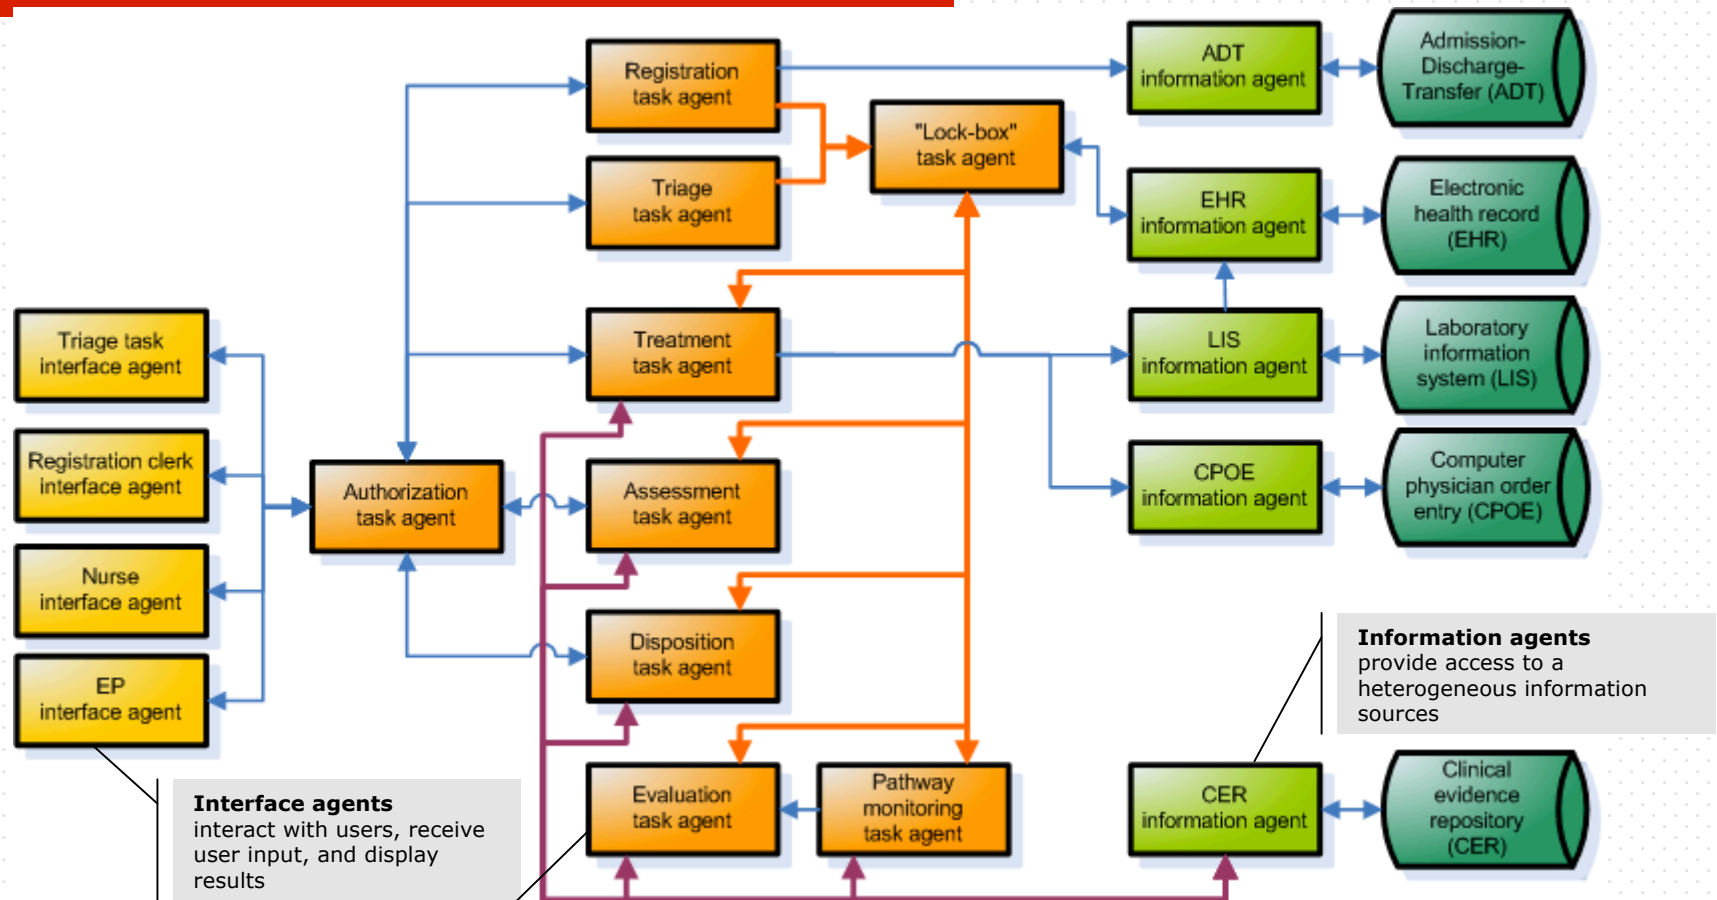 Registration
task agent
ADT
information agent
Admission-
Discharge-
Transfer (ADT)
"Lock-box"
task agent
Triage
task agent
EHR
information agent
Electronic
health record
(EHR)
Triage task
interface agent
Treatment
task agent
LIS
information agent
Laboratory
information
system (LIS)
Registration clerk
interface agent
Authorization
task agent
Assessment
task agent
CPOE
information agent
Computer
physician order
entry (CPOE)
Nurse
interface agent
Disposition
task agent
EP
interface agent
Information agents
provide access to a
heterogeneous information
sources
Interface agents
interact with users, receive
user input, and display
results
Evaluation
task agent
Pathway
monitoring
task agent
CER
information agent
Clinical
evidence
repository
(CER)